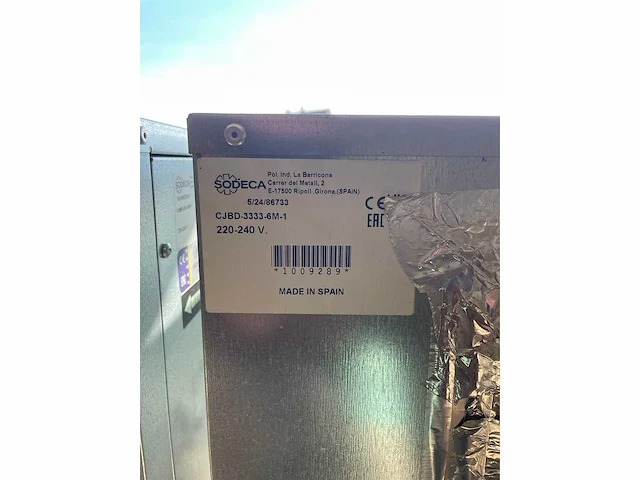 SODECA
Pol. Ind. La Barricona
Carrer del Metall, 2
E-17500 Ripoll ,Girona,(SPAIN)
5/24/86733
CE
CJBD-3333-6M-1
EAC
220-240 V.
*1009289*
MADE IN SPAIN
SODECA